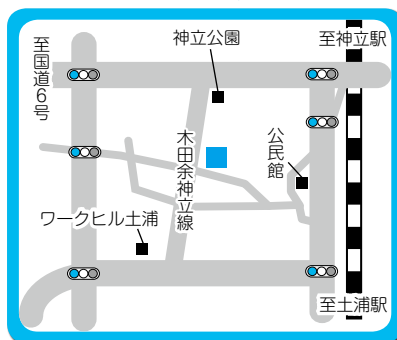 神立公園
至神立駅
至国道6号
木田余神立線
公民館
ワークヒル土浦
至土浦駅